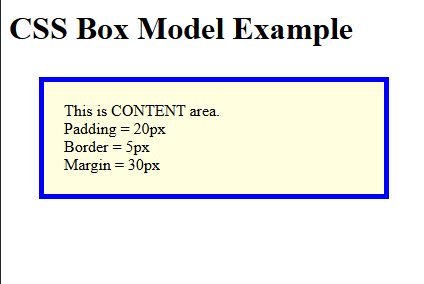 CSS Box Model Example
This is CONTENT area.
Padding = 20px
Border = 5px
Margin = 30px